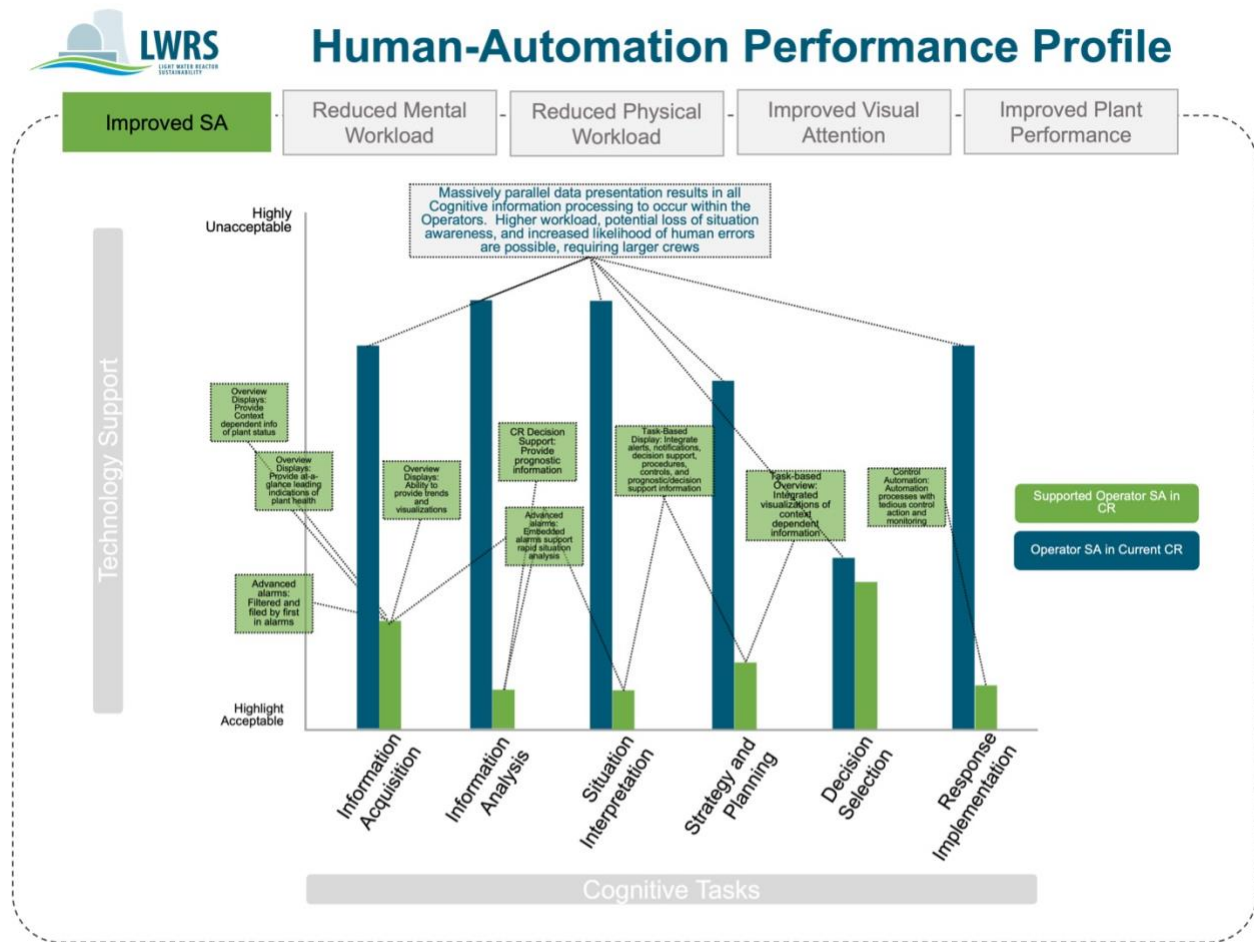 LWRS
LIGHT WATER REACTOR
SUSTAINABILITY
Human-Automation Performance Profile
Improved SA
Reduced Mental
Workload
Reduced Physical
Workload
Improved Visual
Attention
Improved Plant
Performance
Massively parallel data presentation results in all
Cognitive information processing to occur within the
Operators. Higher workload, potential loss of situation
awareness, and increased likelihood of human errors
are possible, requiring larger crews
Highly
Unacceptable
Technology Support
Overview
Displays:
Provide
Context
dependent info
of plant status
Overview
Displays:
Provide at-a-
glance leading
indications of
plant health
Overview
Displays:
Ability to
provide trends
and
visualizations
CR Decision
Support:
Provide
prognostic
information
Advanced
alarms:
Embedded
alarms support
rapid situation
analysis
Task-Based
Display: Integrate
alerts, notifications,
decision support,
procedures,
controls, and
prognostic/decision
support information
Task-based
Overview:
Integrated
visualizations of
context
dependent
information
Control
Automation:
Automation
processes with
tedious control
action and
monitoring
Supported Operator SA in
CR
Operator SA in Current CR
Advanced
alarms:
Filtered and
filed by first
in alarms
Highlight
Acceptable
Information
Acquisition
Information
Analysis
Situation
Interpretation
Strategy and
Planning
Decision
Selection
Response
Implementation
Cognitive Tasks